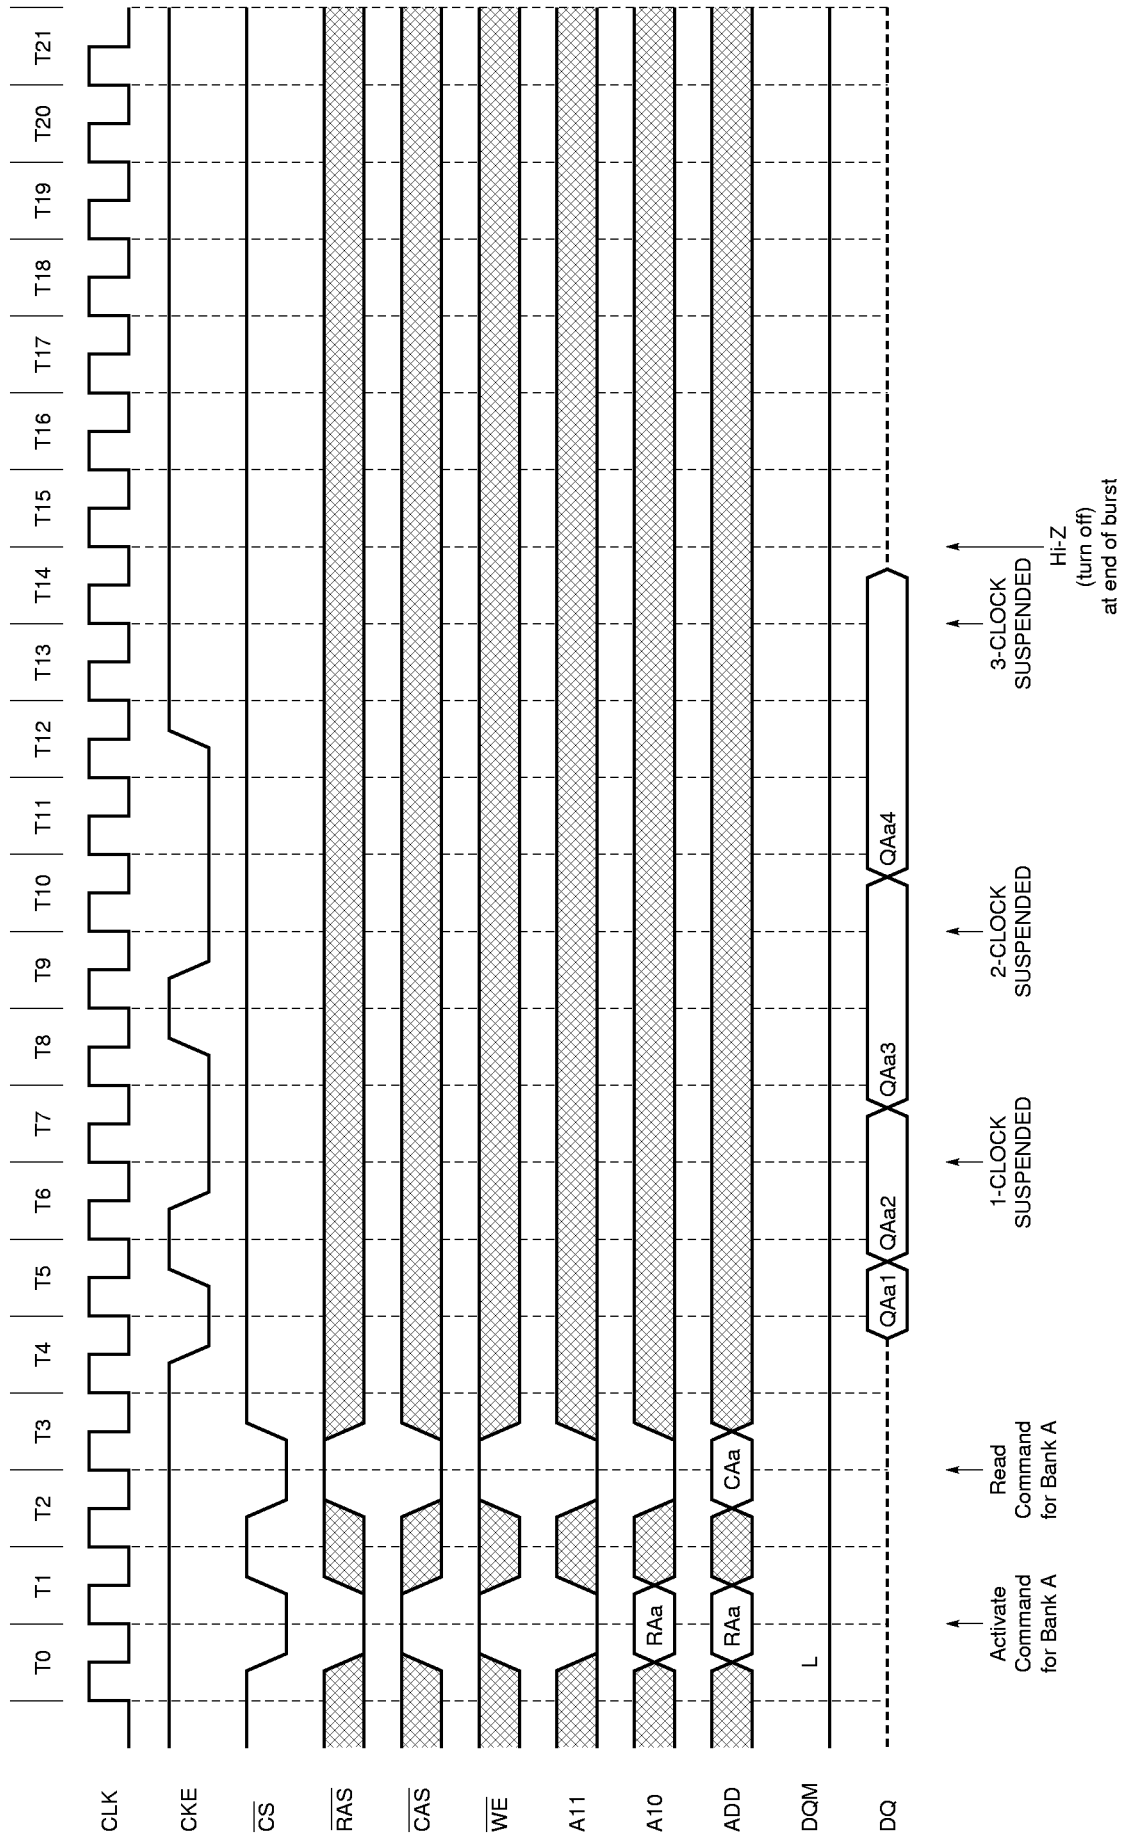 T0 T1 T2 T3 T4 T5 T6 T7 T8 T9 T10 T11 T12 T13 T14 T15 T16 T17 T18 T19 T20 T21
CLK
CKE
CS
RAS
CAS
WE
A11
A10 RAa
ADD RAa CAa
DQM L
DQ QAa1 QAa2 QAa3 QAa4
Activate
Command
for Bank A
Read
Command
for Bank A
1-CLOCK
SUSPENDED
2-CLOCK
SUSPENDED
3-CLOCK
SUSPENDED
Hi-Z
(turn off)
at end of burst